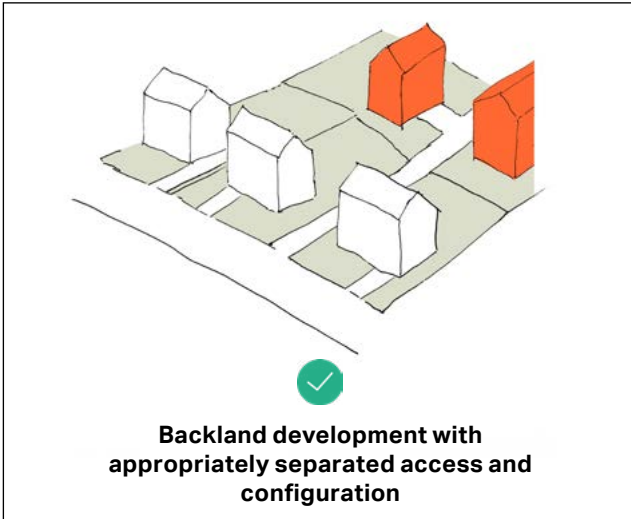 Backland development with
appropriately separated access and
configuration